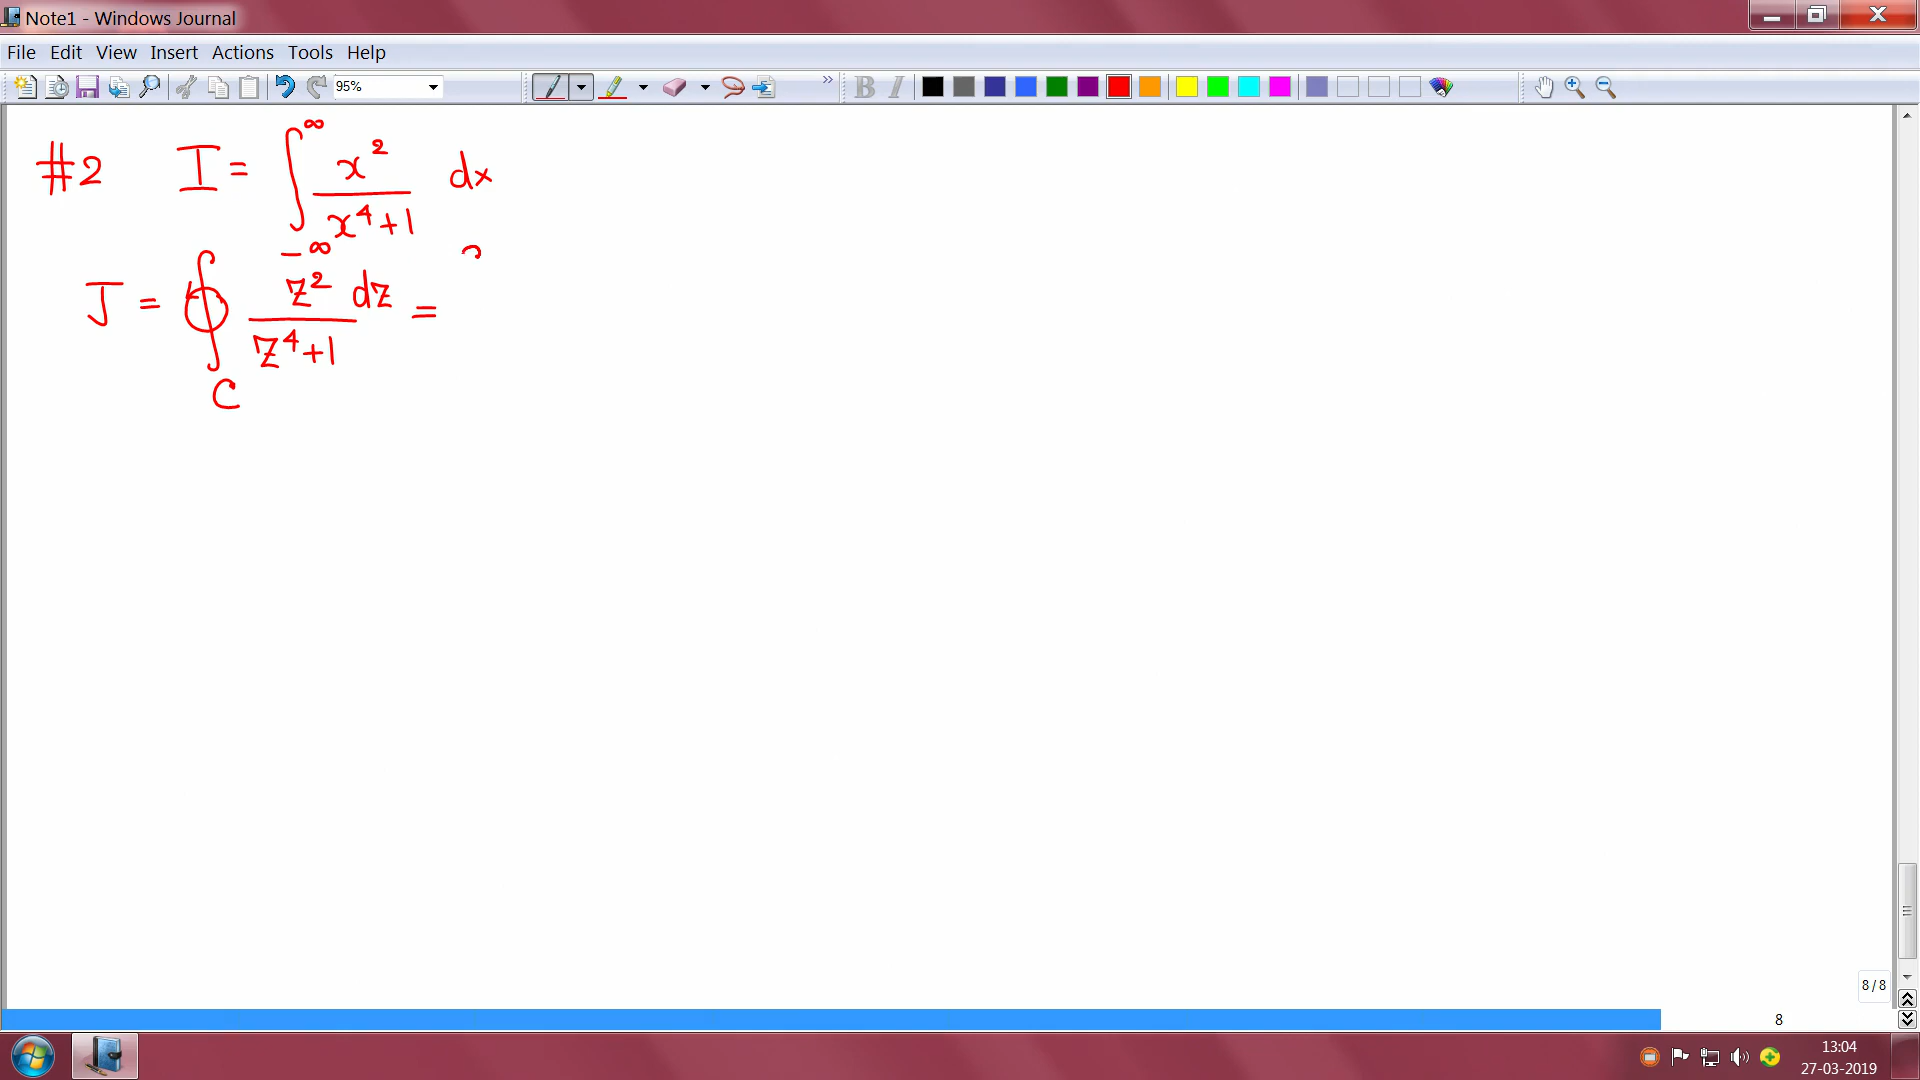 Note1 - Windows Journal
File Edit View Insert Actions Tools Help
95% » B I
#2 I = ∫_{-∞}^{∞} x²/(x⁴+1) dx
J = ∮_C z²/(z⁴+1) dz =
8 / 8
8
13:04
27-03-2019